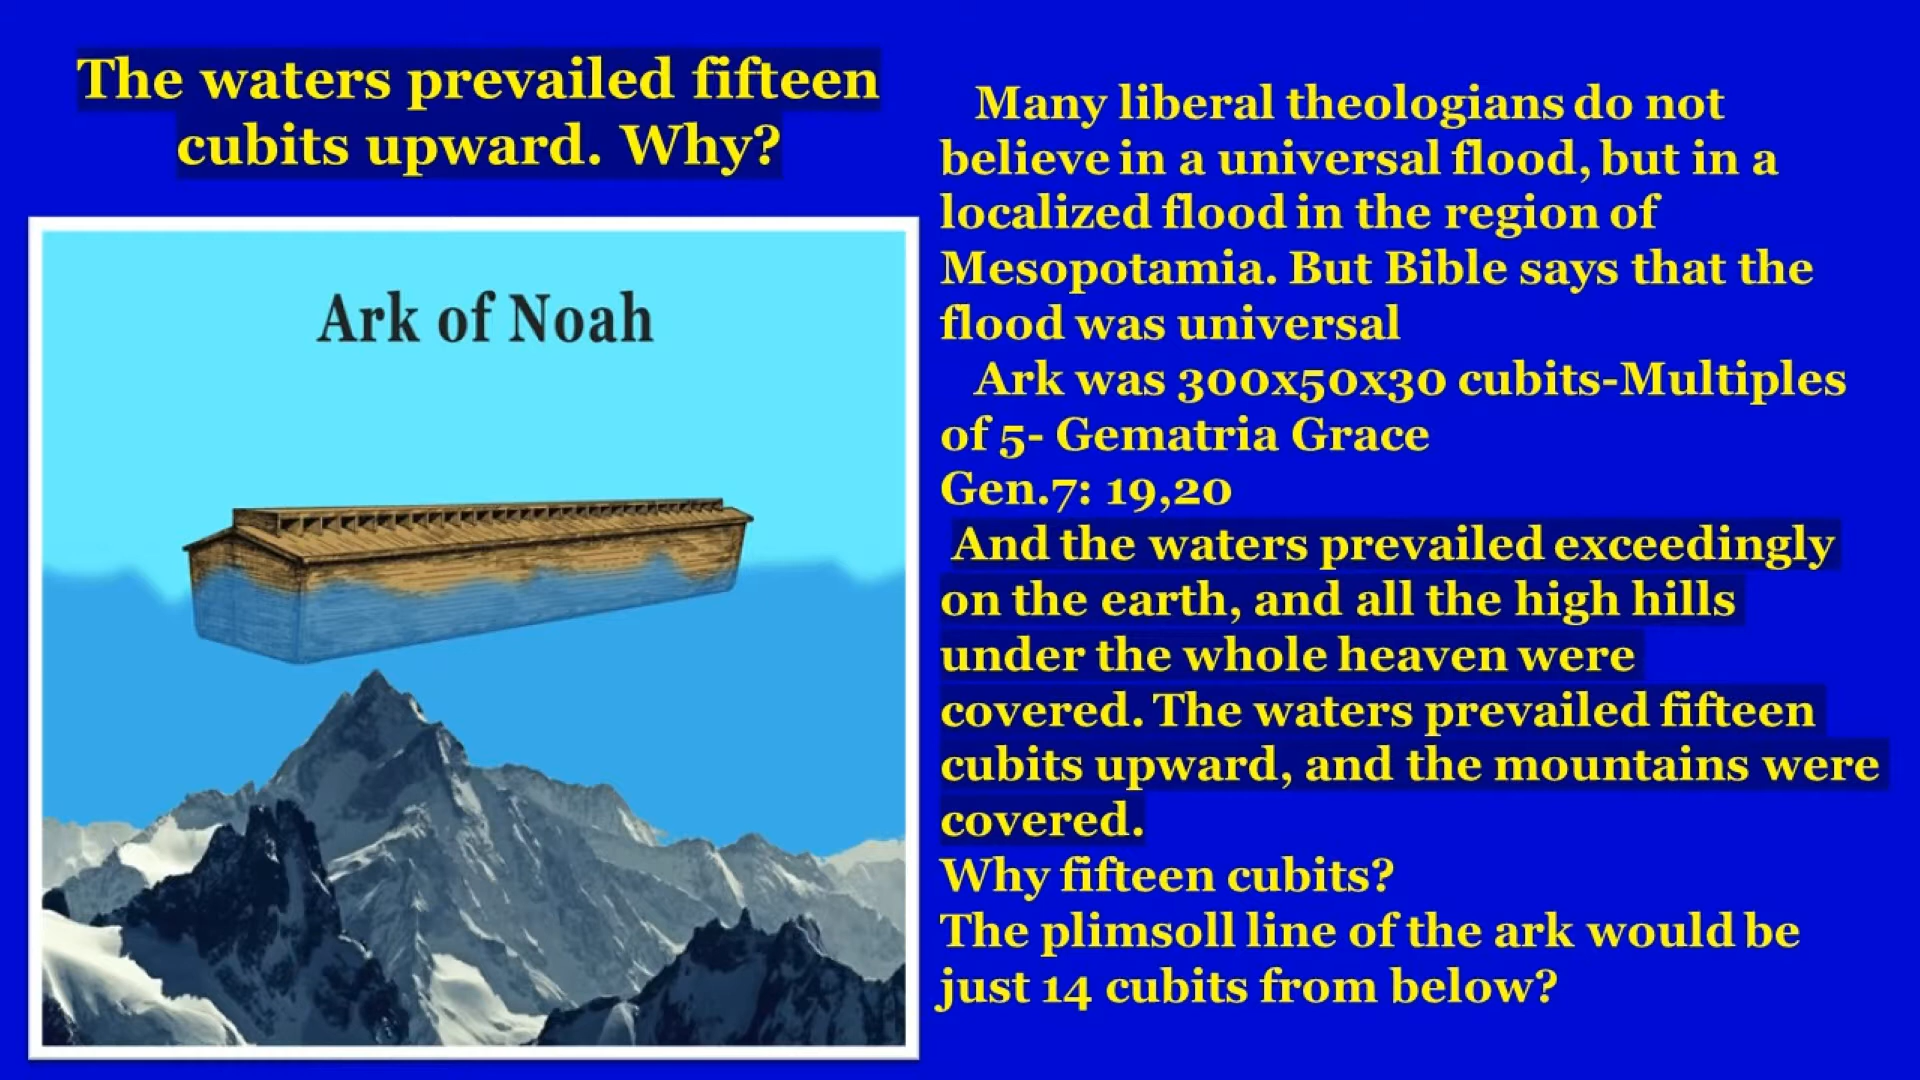 The waters prevailed fifteen
cubits upward. Why?
Ark of Noah
Many liberal theologians do not
believe in a universal flood, but in a
localized flood in the region of
Mesopotamia. But Bible says that the
flood was universal
Ark was 300x50x30 cubits-Multiples
of 5- Gematria Grace
Gen.7: 19,20
And the waters prevailed exceedingly
on the earth, and all the high hills
under the whole heaven were
covered. The waters prevailed fifteen
cubits upward, and the mountains were
covered.
Why fifteen cubits?
The plimsoll line of the ark would be
just 14 cubits from below?